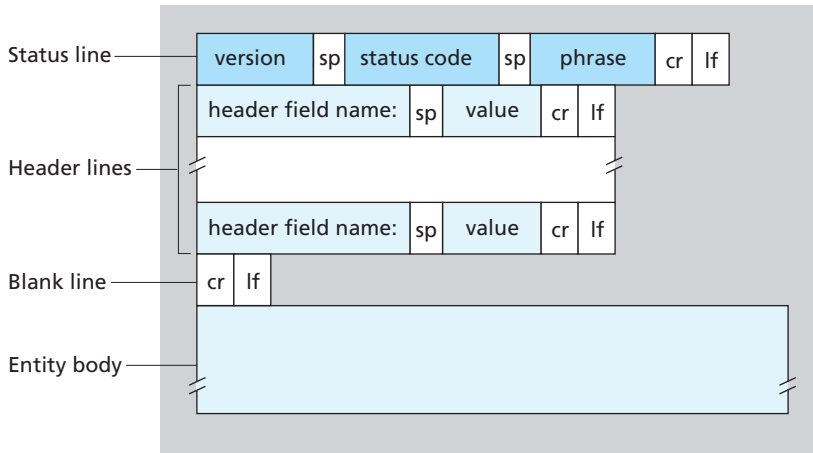 Status line version sp status code sp phrase cr lf
header field name: sp value cr lf
Header lines
header field name: sp value cr lf
Blank line cr lf
Entity body